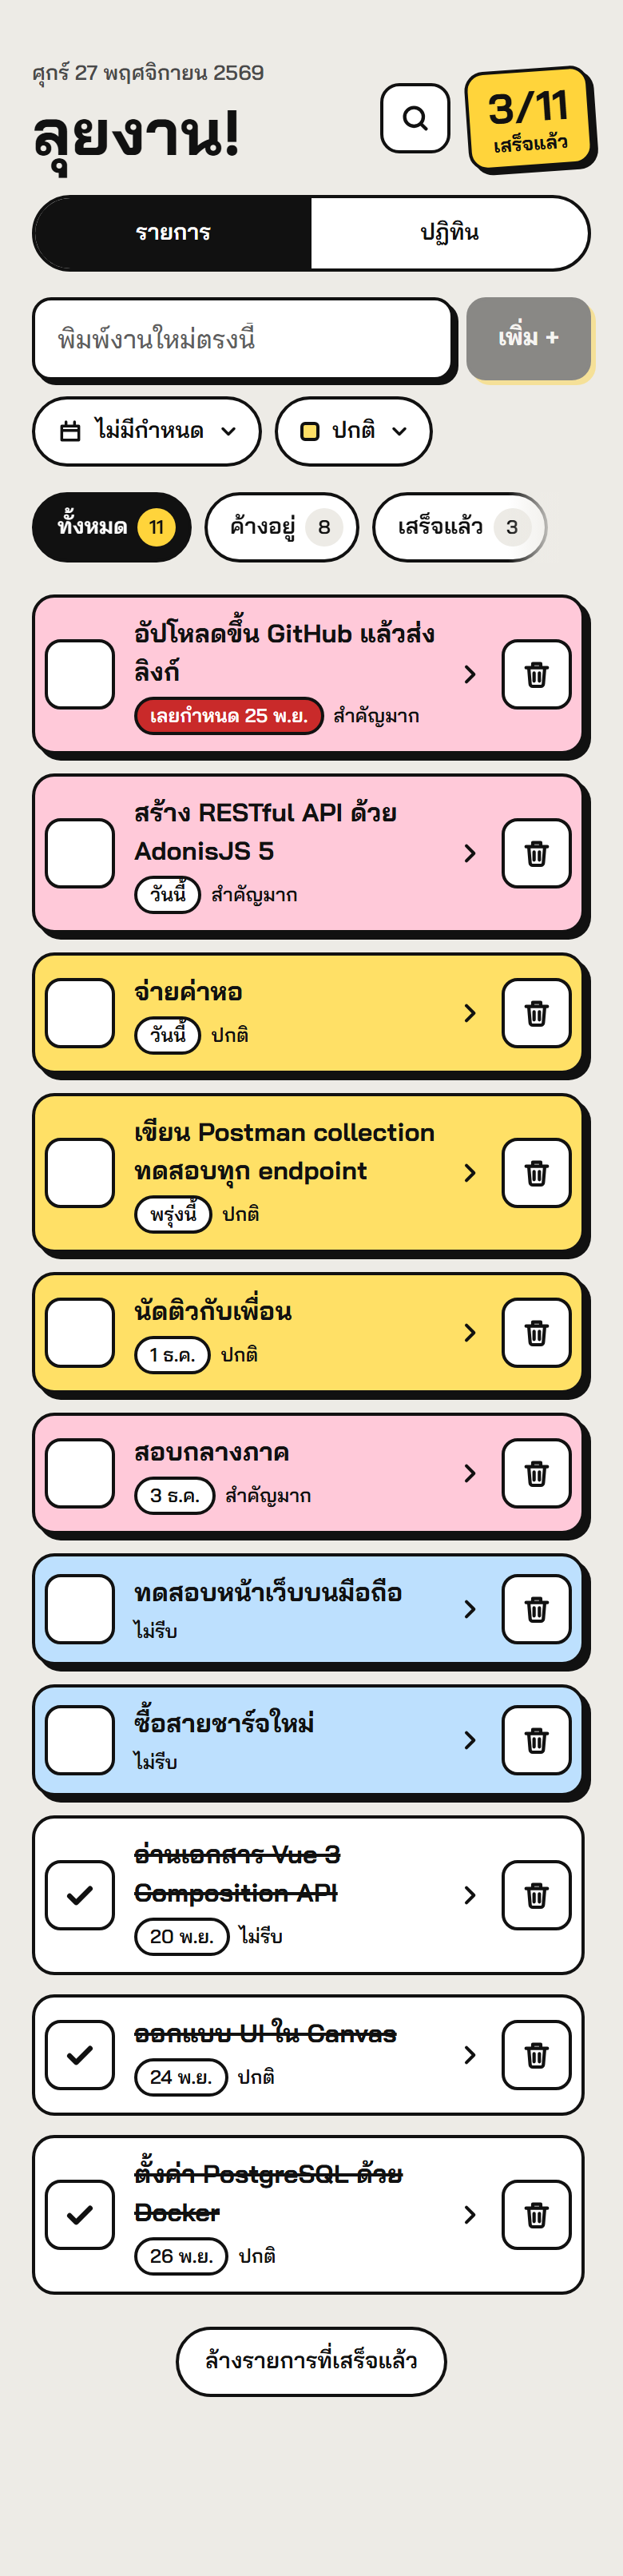 ศุกร์ 27 พฤศจิกายน 2569
ลุยงาน!
3/11
เสร็จแล้ว
รายการ
ปฏิทิน
พิมพ์งานใหม่ตรงนี้
เพิ่ม +
ไม่มีกำหนด
ปกติ
ทั้งหมด 11
ค้างอยู่ 8
เสร็จแล้ว 3
อัปโหลดขึ้น GitHub แล้วส่ง
ลิงก์
เลยกำหนด 25 พ.ย. สำคัญมาก
สร้าง RESTful API ด้วย
AdonisJS 5
วันนี้ สำคัญมาก
จ่ายค่าหอ
วันนี้ ปกติ
เขียน Postman collection
ทดสอบทุก endpoint
พรุ่งนี้ ปกติ
นัดติวกับเพื่อน
1 ธ.ค. ปกติ
สอบกลางภาค
3 ธ.ค. สำคัญมาก
ทดสอบหน้าเว็บบนมือถือ
ไม่รีบ
ซื้อสายชาร์จใหม่
ไม่รีบ
อ่านเอกสาร Vue 3
Composition API
20 พ.ย. ไม่รีบ
ออกแบบ UI ใน Canvas
24 พ.ย. ปกติ
ตั้งค่า PostgreSQL ด้วย
Docker
26 พ.ย. ปกติ
ล้างรายการที่เสร็จแล้ว